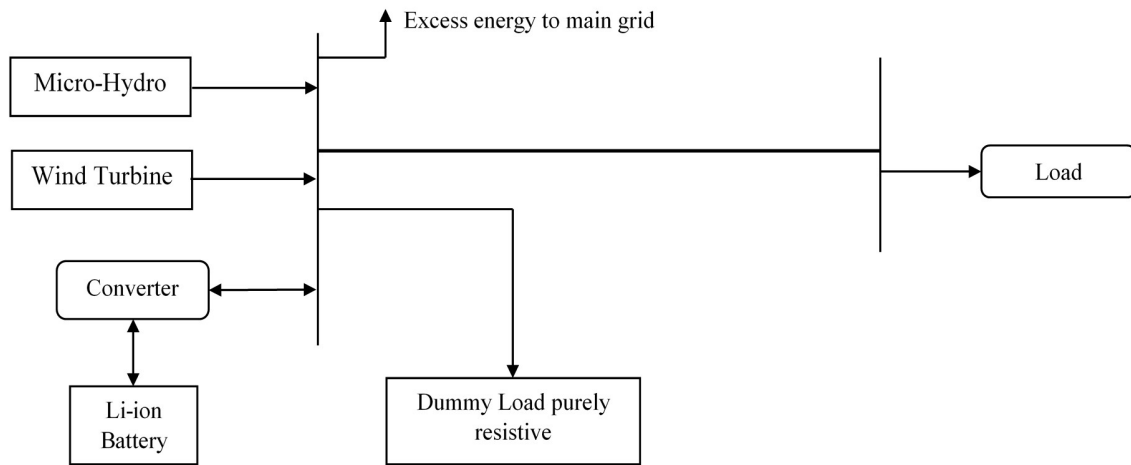 Excess energy to main grid
Micro-Hydro
Wind Turbine
Load
Converter
Li-ion
Battery
Dummy Load purely
resistive